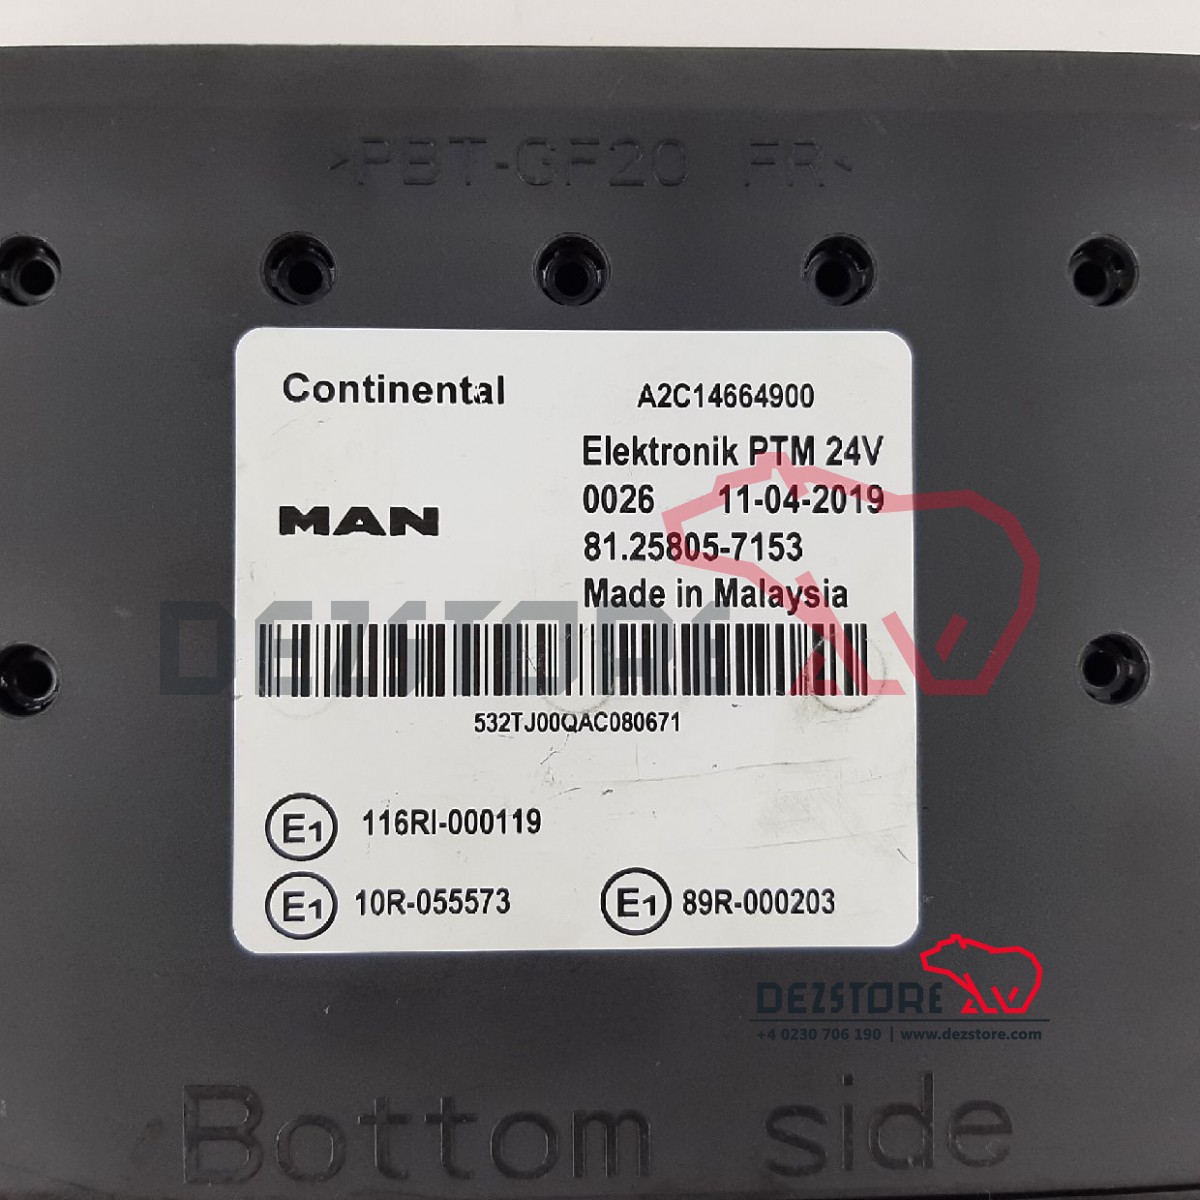 >PBT-GF20 FR<
Continental
A2C14664900
Elektronik PTM 24V
0026 11-04-2019
MAN
81.25805-7153
Made in Malaysia
DEZSTORE
532TJ00QAC080671
E1 116RI-000119
E1 10R-055573
E1 89R-000203
DEZSTORE
+4 0230 706 190 | www.dezstore.com
Bottom side